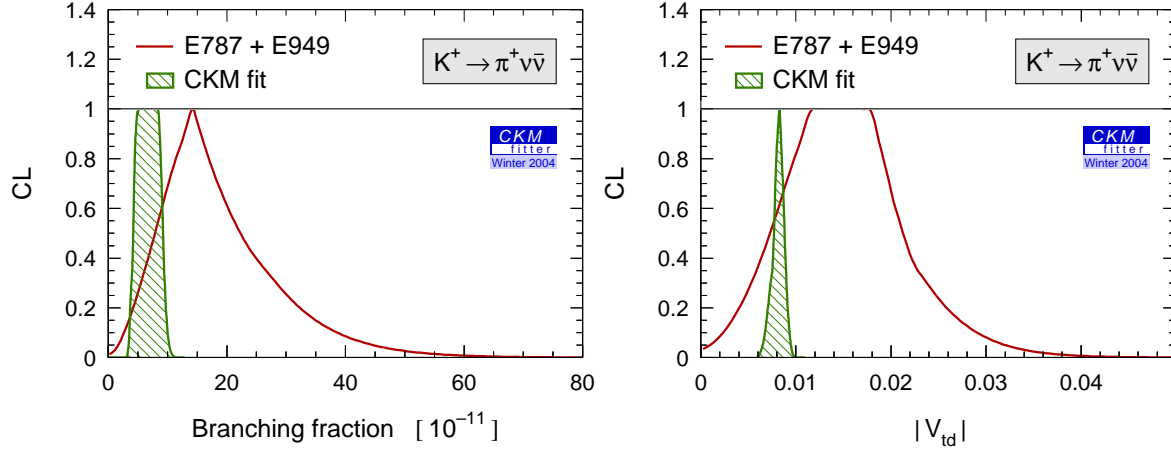 1.4
1.2
1
0.8
0.6
0.4
0.2
0
CL
E787 + E949
CKM fit
K⁺ → π⁺νν̄
CKM
fitter
Winter 2004
0 20 40 60 80
Branching fraction [10⁻¹¹]
1.4
1.2
1
0.8
0.6
0.4
0.2
0
CL
E787 + E949
CKM fit
K⁺ → π⁺νν̄
CKM
fitter
Winter 2004
0 0.01 0.02 0.03 0.04
|V_td|